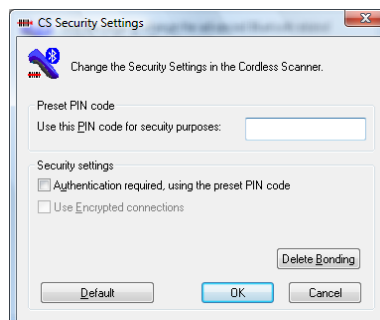 CS Security Settings
Change the Security Settings in the Cordless Scanner.
Preset PIN code
Use this PIN code for secuity purposes:
Security settings
Authentication required, using the preset PIN code
Use Encrypted connections
Delete Bonding
Default OK Cancel